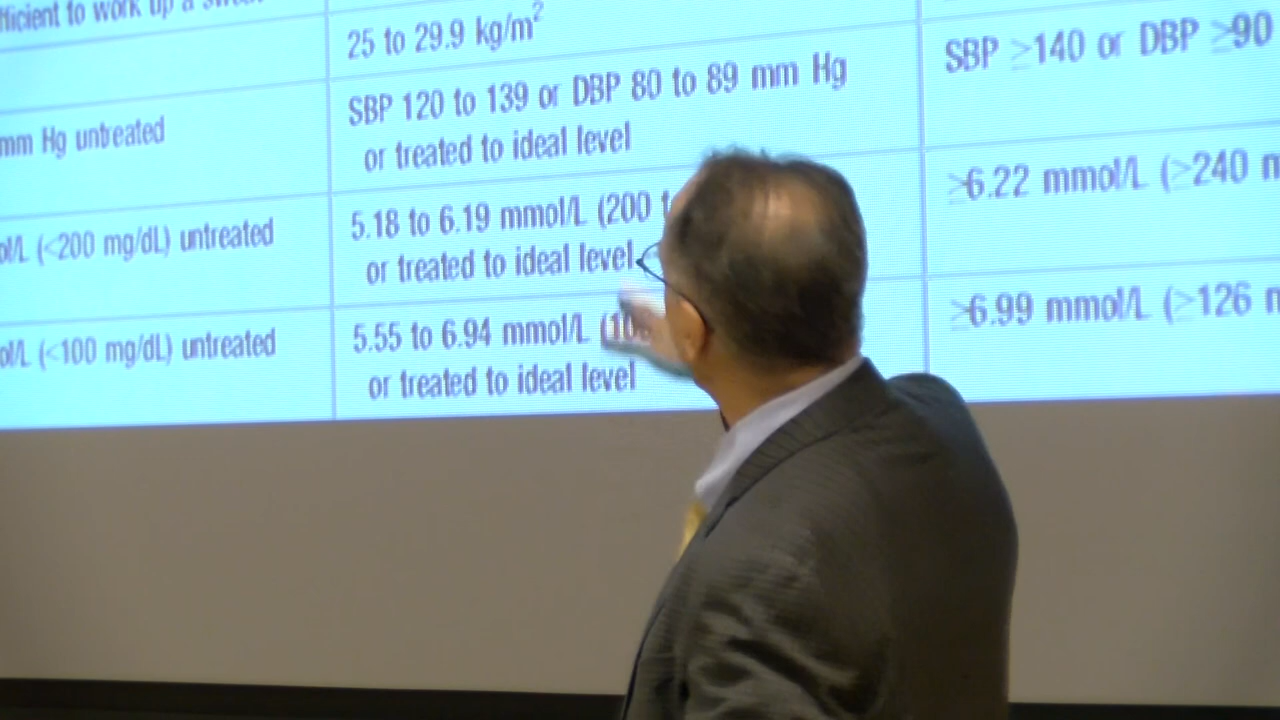 fficient to work up a
25 to 29.9 kg/m²
SBP ≥140 or DBP ≥90
mm Hg untreated
SBP 120 to 139 or DBP 80 to 89 mm Hg
or treated to ideal level
≥6.22 mmol/L (≥240
ol/L (<200 mg/dL) untreated
5.18 to 6.19 mmol/L (200
or treated to ideal level
≥6.99 mmol/L (≥126
ol/L (<100 mg/dL) untreated
5.55 to 6.94 mmol/L (10
or treated to ideal level